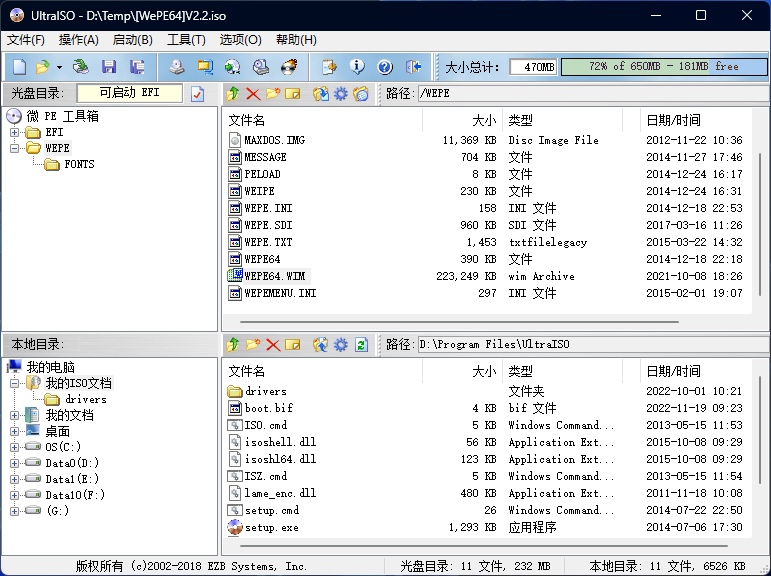 UltraISO - D:\Temp\[WePE64]V2.2.iso
文件(F) 操作(A) 启动(B) 工具(T) 选项(O) 帮助(H)
大小总计: 470MB 72% of 650MB - 181MB free
光盘目录: 可启动 EFI 路径: /WEPE
微 PE 工具箱
EFI
WEPE
FONTS
文件名 大小 类型 日期/时间
MAXDOS.IMG 11,369 KB Disc Image File 2012-11-22 10:36
MESSAGE 704 KB 文件 2014-11-27 17:46
PELOAD 8 KB 文件 2014-12-24 16:17
WEIPE 230 KB 文件 2014-12-24 16:31
WEPE.INI 158 INI 文件 2014-12-18 22:53
WEPE.SDI 960 KB SDI 文件 2017-03-16 11:26
WEPE.TXT 1,453 txtfilelegacy 2015-03-22 14:32
WEPE64 390 KB 文件 2014-12-18 22:18
WEPE64.WIM 223,249 KB wim Archive 2021-10-08 18:26
WEPEMENU.INI 297 INI 文件 2015-02-01 19:07
本地目录: 路径: D:\Program Files\UltraISO
我的电脑
我的ISO文档
drivers
我的文档
桌面
OS(C:)
Data0(D:)
Data1(E:)
Data10(F:)
(G:)
文件名 大小 类型 日期/时间
drivers 文件夹 2022-10-01 10:21
boot.bif 4 KB bif 文件 2022-11-19 09:23
ISO.cmd 5 KB Windows Command... 2013-05-15 11:53
isoshell.dll 56 KB Application Ext... 2015-10-08 09:29
isoshl64.dll 123 KB Application Ext... 2015-10-08 09:29
ISZ.cmd 5 KB Windows Command... 2013-05-15 11:54
lame_enc.dll 480 KB Application Ext... 2011-11-18 10:08
setup.cmd 26 Windows Command... 2014-07-22 22:50
setup.exe 1,293 KB 应用程序 2014-07-06 17:30
版权所有 (c)2002-2018 EZB Systems, Inc. 光盘目录: 11 文件, 232 MB 本地目录: 11 文件, 6526 KB